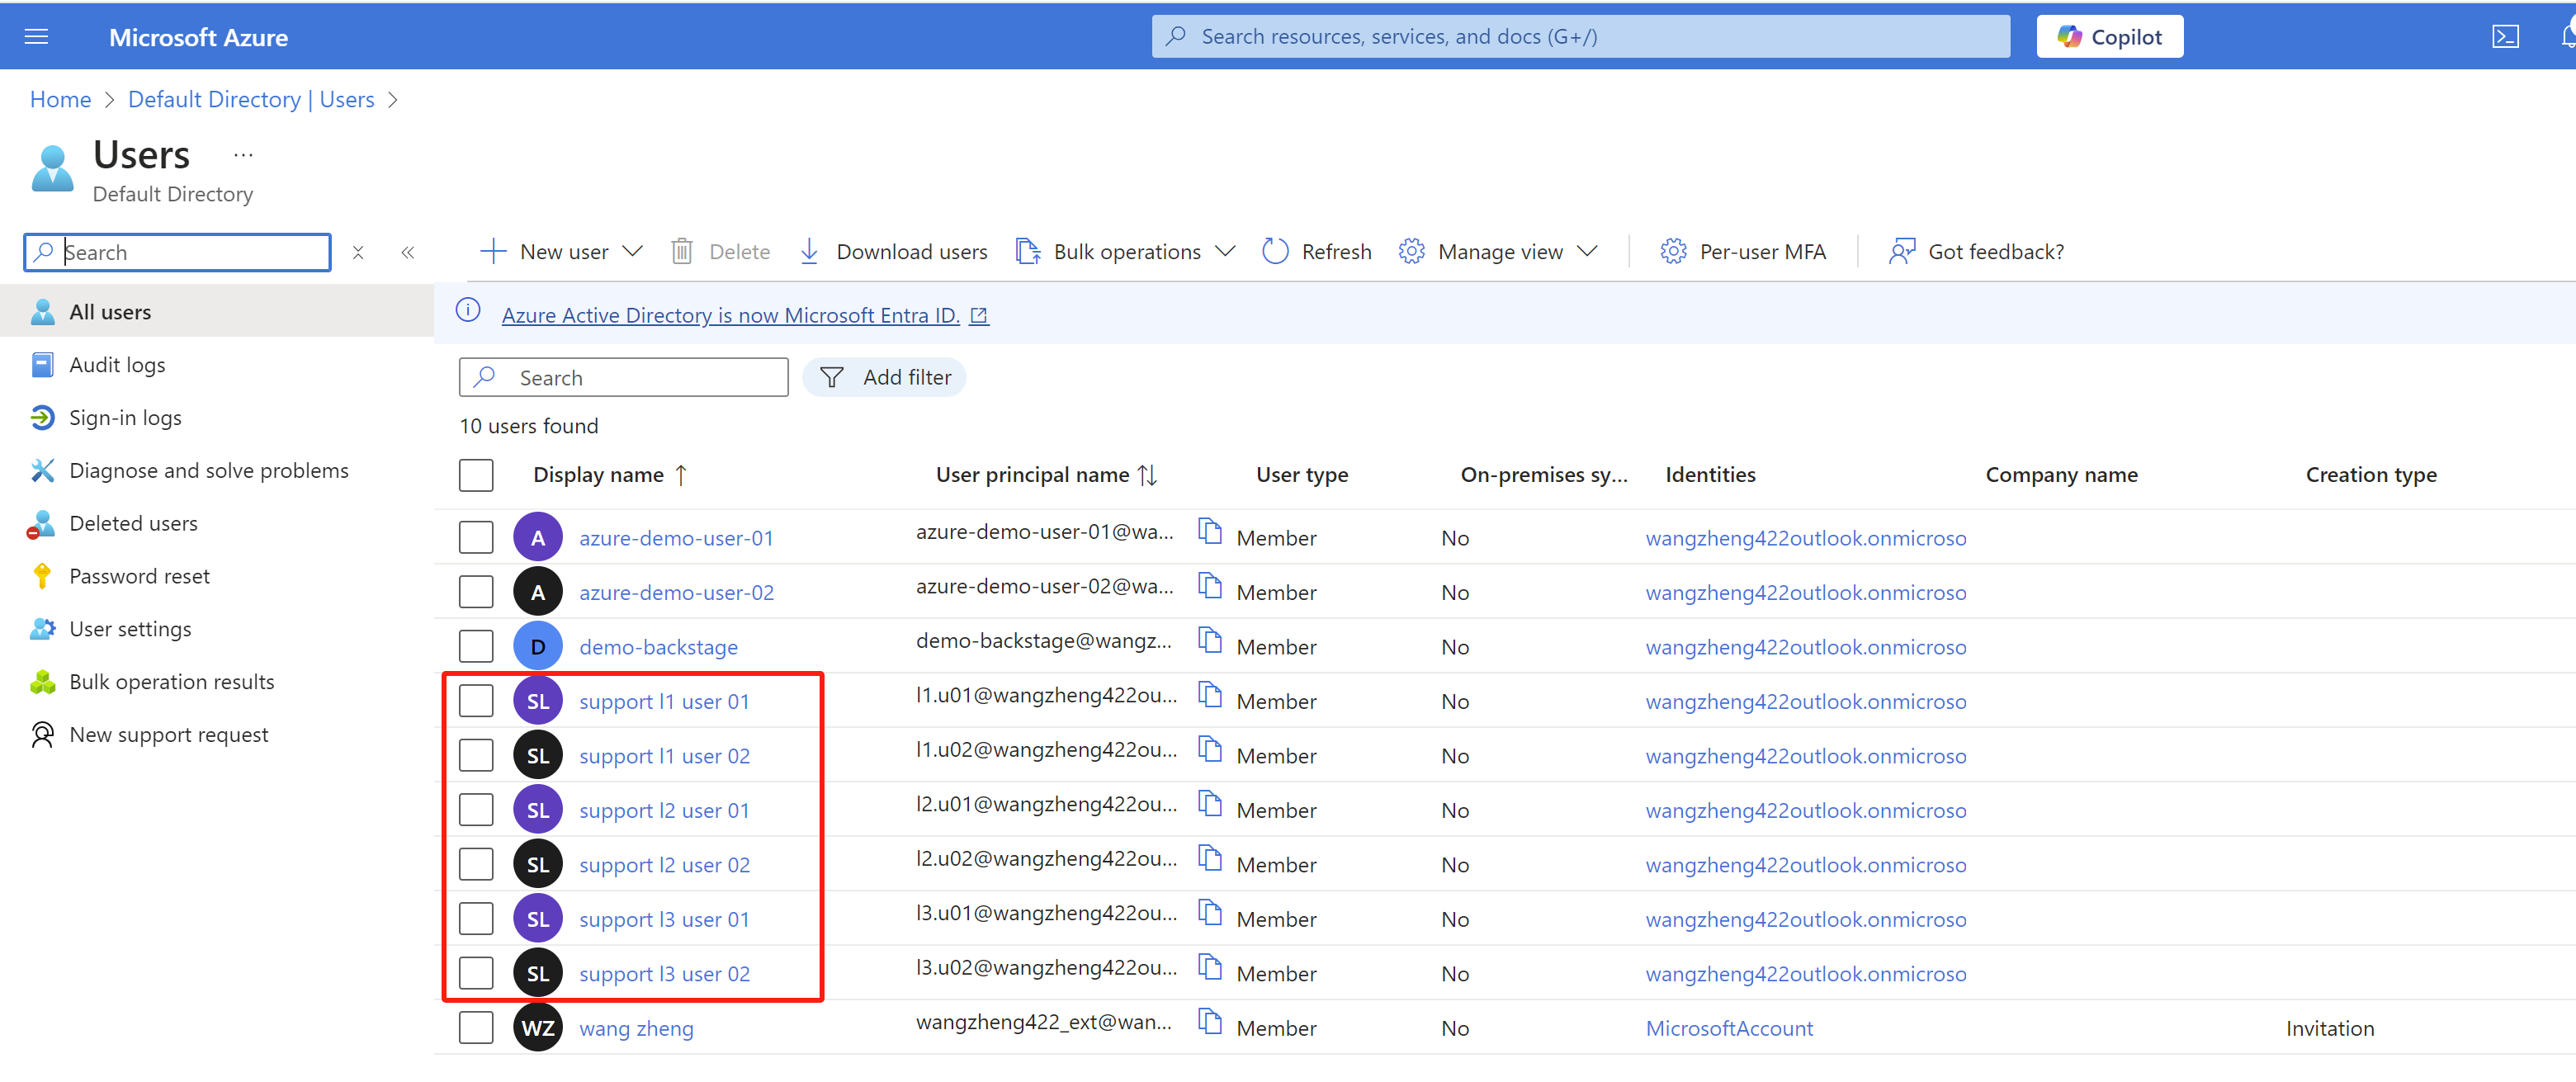 Microsoft Azure
Search resources, services, and docs (G+/)
Copilot
Home > Default Directory | Users >
Users ...
Default Directory
Search
New user
Delete
Download users
Bulk operations
Refresh
Manage view
Per-user MFA
Got feedback?
All users
Audit logs
Sign-in logs
Diagnose and solve problems
Deleted users
Password reset
User settings
Bulk operation results
New support request
Azure Active Directory is now Microsoft Entra ID.
Search
Add filter
10 users found
Display name ↑ User principal name ↑↓ User type On-premises sy... Identities Company name Creation type
A azure-demo-user-01 azure-demo-user-01@wa... Member No wangzheng422outlook.onmicroso
A azure-demo-user-02 azure-demo-user-02@wa... Member No wangzheng422outlook.onmicroso
D demo-backstage demo-backstage@wangz... Member No wangzheng422outlook.onmicroso
SL support l1 user 01 l1.u01@wangzheng422ou... Member No wangzheng422outlook.onmicroso
SL support l1 user 02 l1.u02@wangzheng422ou... Member No wangzheng422outlook.onmicroso
SL support l2 user 01 l2.u01@wangzheng422ou... Member No wangzheng422outlook.onmicroso
SL support l2 user 02 l2.u02@wangzheng422ou... Member No wangzheng422outlook.onmicroso
SL support l3 user 01 l3.u01@wangzheng422ou... Member No wangzheng422outlook.onmicroso
SL support l3 user 02 l3.u02@wangzheng422ou... Member No wangzheng422outlook.onmicroso
WZ wang zheng wangzheng422_ext@wan... Member No MicrosoftAccount Invitation